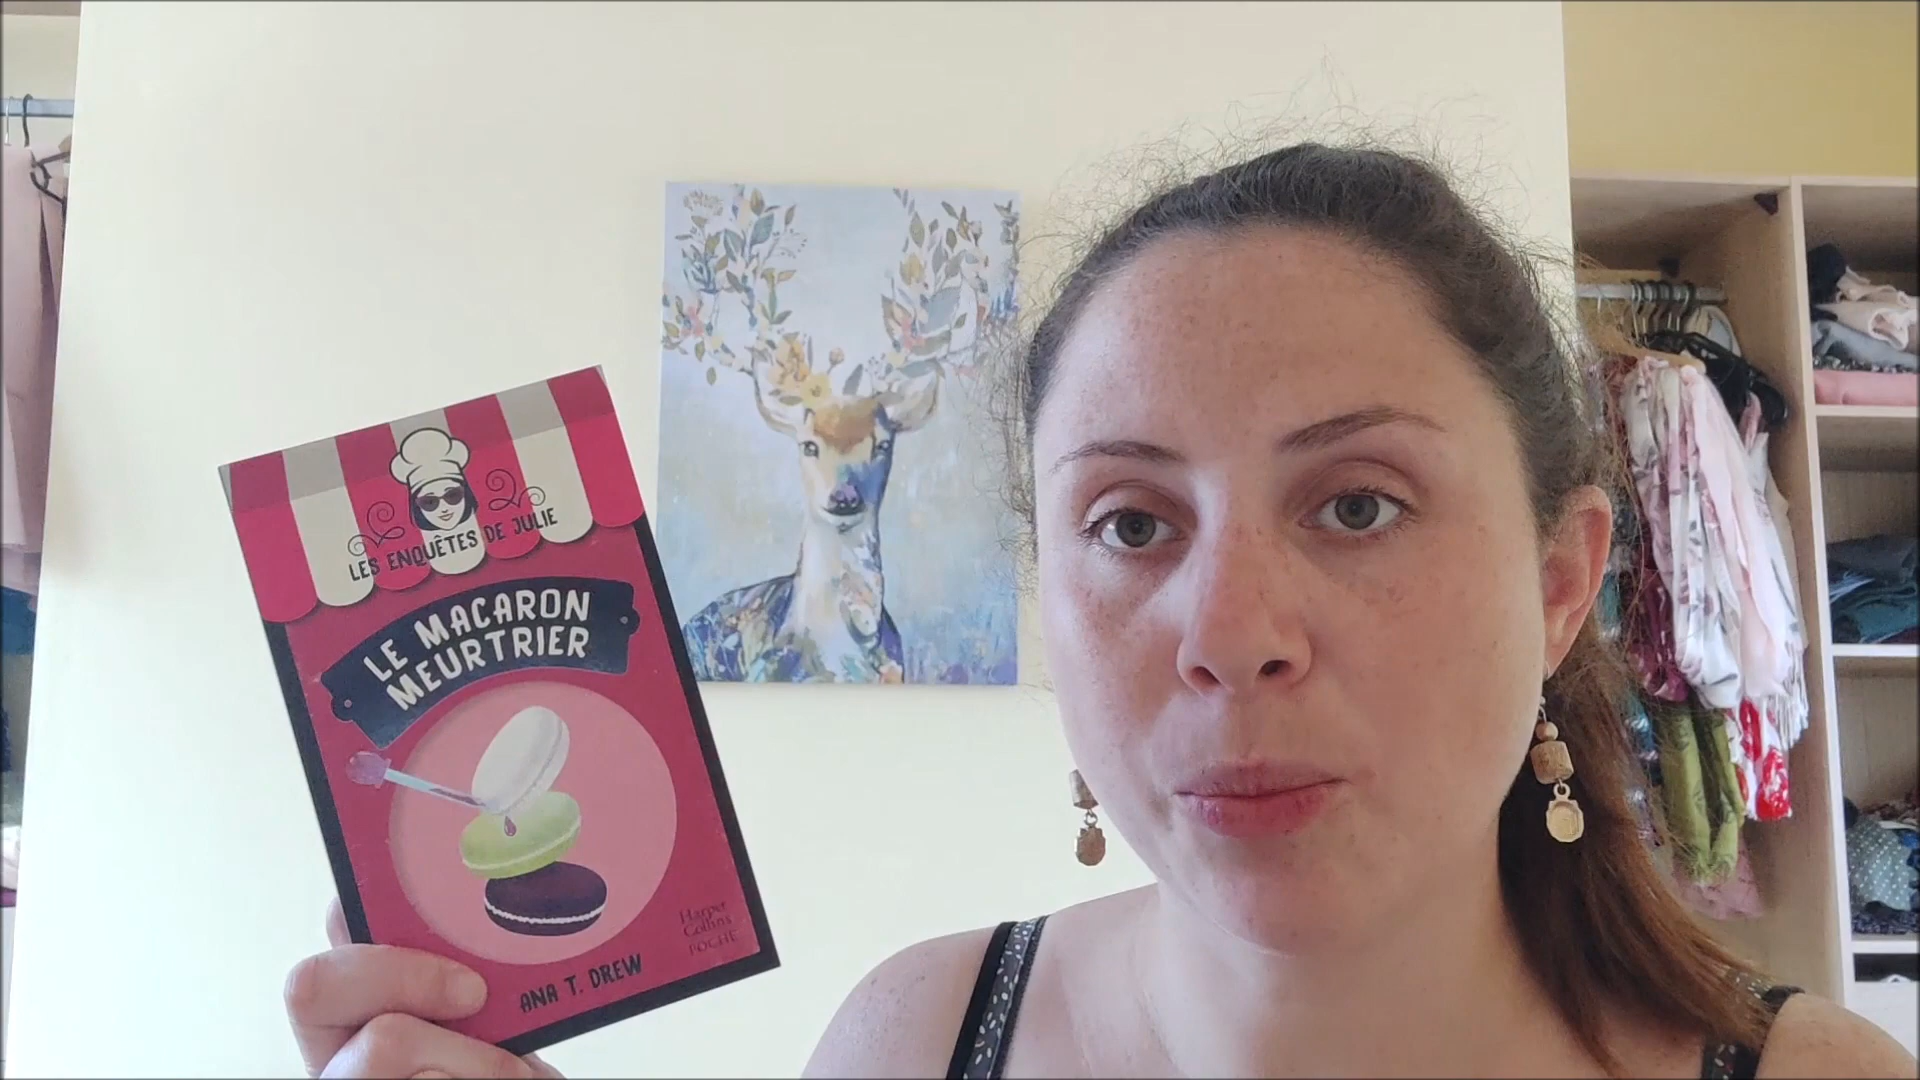 LES ENQUÊTES DE JULIE
LE MACARON
MEURTRIER
Harper
Collins
POCHE
ANA T. DREW